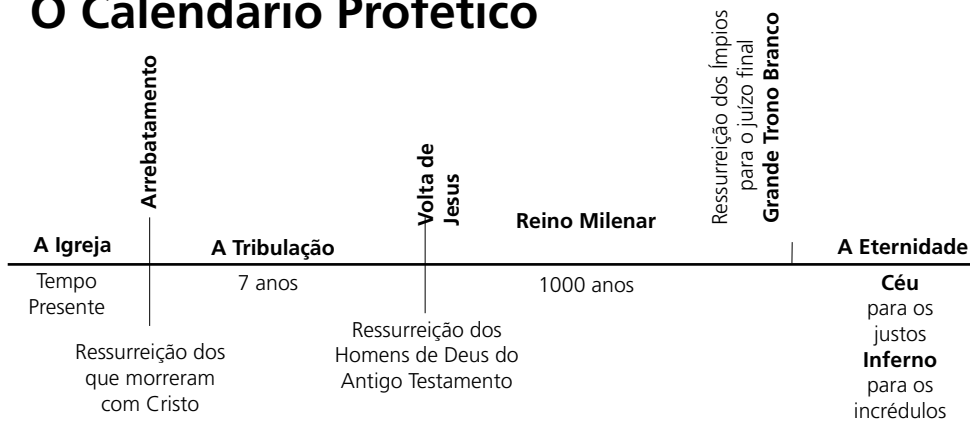 O Calendário Profético
Arrebatamento
Volta de
Jesus
Ressurreição dos Ímpios
para o juízo final
Grande Trono Branco
A Igreja
A Tribulação
Reino Milenar
A Eternidade
Tempo
Presente
7 anos
1000 anos
Céu
para os
justos
Inferno
para os
incrédulos
Ressurreição dos
que morreram
com Cristo
Ressurreição dos
Homens de Deus do
Antigo Testamento